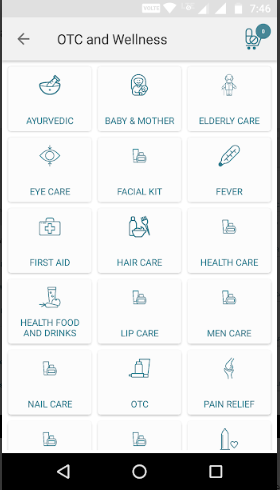 7:46
OTC and Wellness
0
AYURVEDIC
BABY & MOTHER
ELDERLY CARE
EYE CARE
FACIAL KIT
FEVER
FIRST AID
HAIR CARE
HEALTH CARE
HEALTH FOOD
AND DRINKS
LIP CARE
MEN CARE
NAIL CARE
OTC
PAIN RELIEF